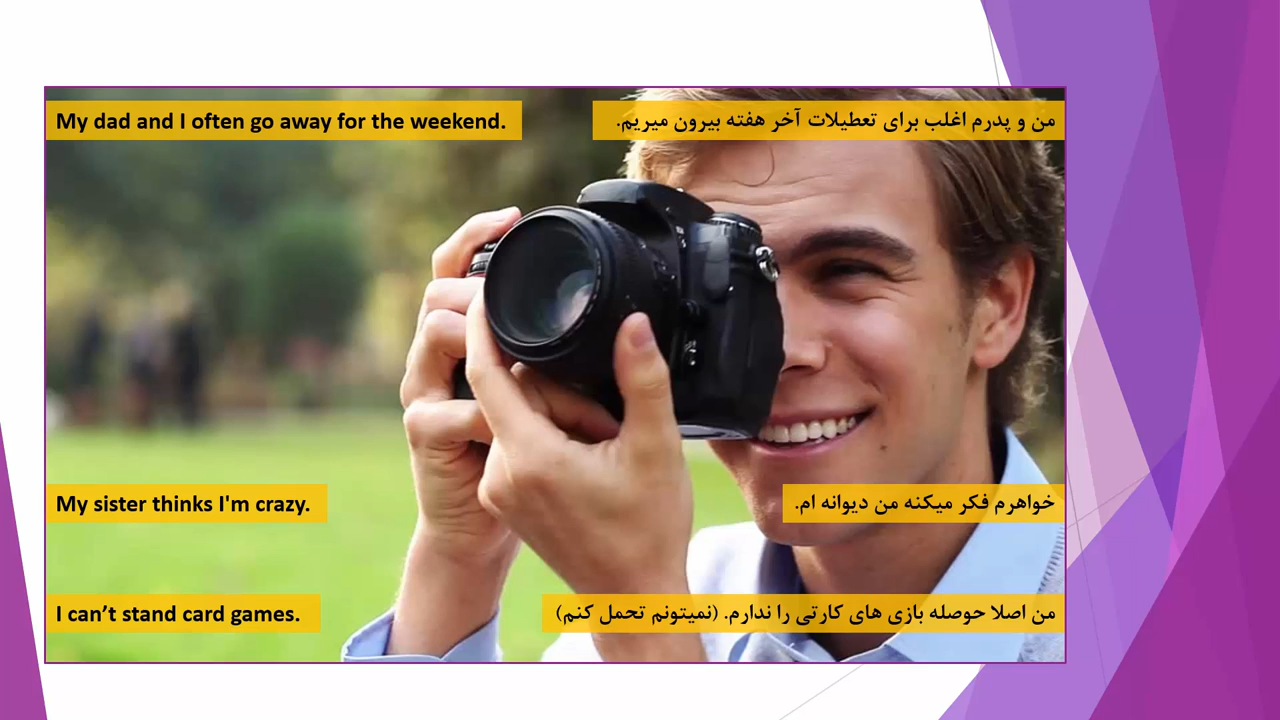 My dad and I often go away for the weekend.
من و پدرم اغلب برای تعطیلات آخر هفته بیرون میریم.
My sister thinks I'm crazy.
خواهرم فکر میکنه من دیوانه ام.
I can’t stand card games.
من اصلا حوصله بازی های کارتی را ندارم. (نمیتونم تحمل کنم)